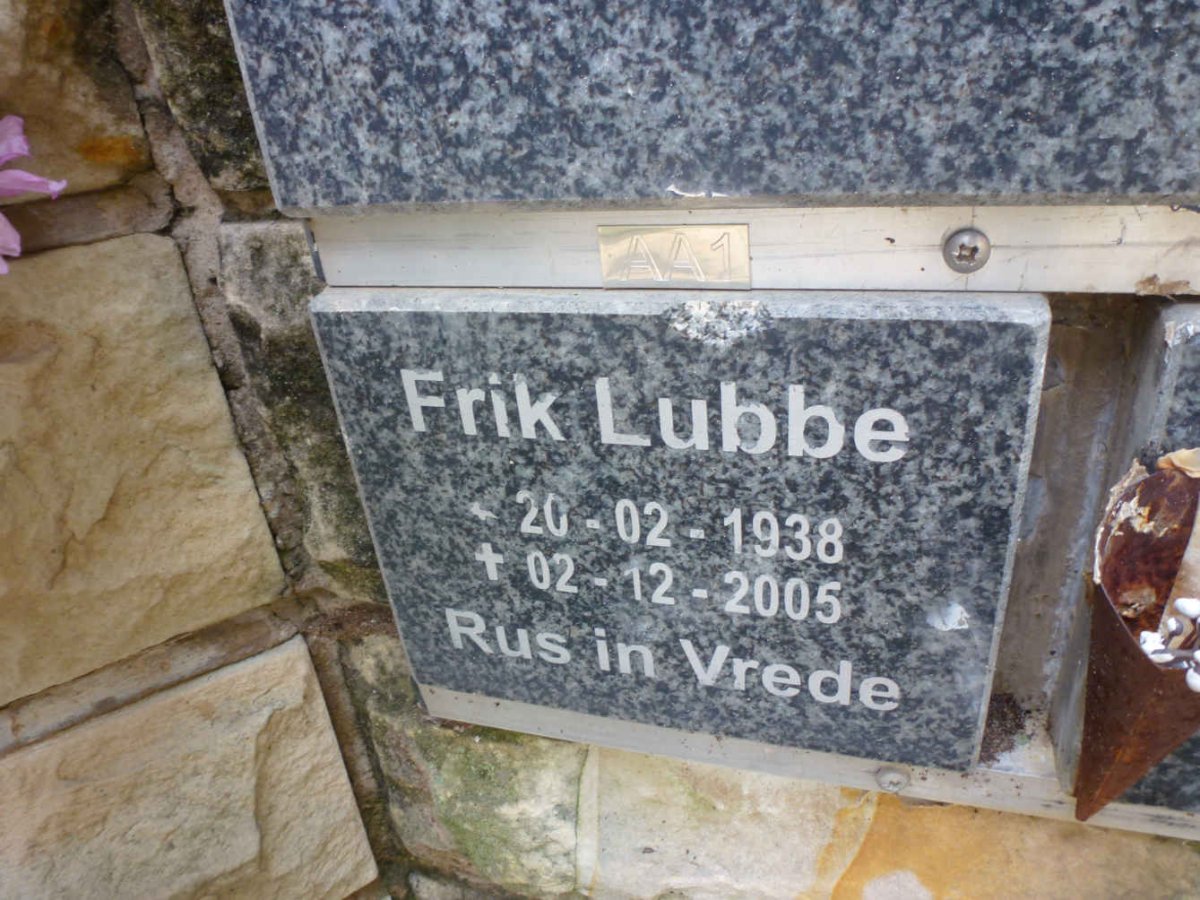 AA1
Frik Lubbe
* 20 - 02 - 1938
✝ 02 - 12 - 2005
Rus in Vrede